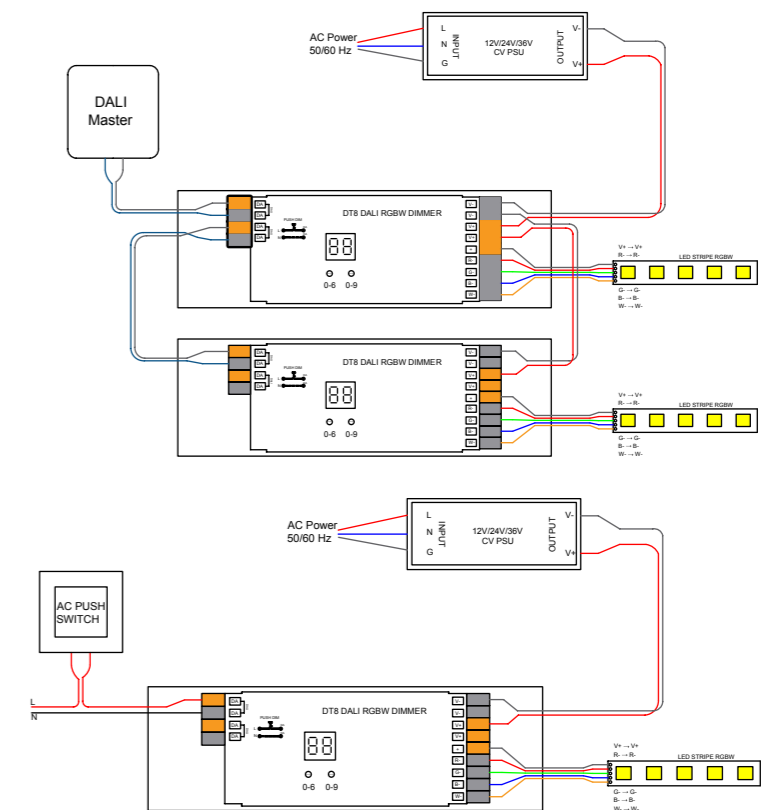 AC Power
50/60 Hz
L
N
G
INPUT
12V/24V/36V
CV PSU
OUTPUT
V-
V+
DALI
Master
DA
DA
DA
DA
PUSH DIM
L
N
DT8 DALI RGBW DIMMER
88
0-6
0-9
V-
V-
V+
V+
+
R-
G-
B-
W-
V+ → V+
R- → R-
LED STRIPE RGBW
G- → G-
B- → B-
W- → W-
DA
DA
DA
DA
PUSH DIM
L
N
DT8 DALI RGBW DIMMER
88
0-6
0-9
V-
V-
V+
V+
+
R-
G-
B-
W-
V+ → V+
R- → R-
LED STRIPE RGBW
G- → G-
B- → B-
W- → W-
AC Power
50/60 Hz
L
N
G
INPUT
12V/24V/36V
CV PSU
OUTPUT
V-
V+
AC PUSH
SWITCH
L
N
DA
DA
DA
DA
PUSH DIM
L
N
DT8 DALI RGBW DIMMER
88
0-6
0-9
V-
V-
V+
V+
+
R-
G-
B-
W-
V+ → V+
R- → R-
LED STRIPE RGBW
G- → G-
B- → B-
W- → W-